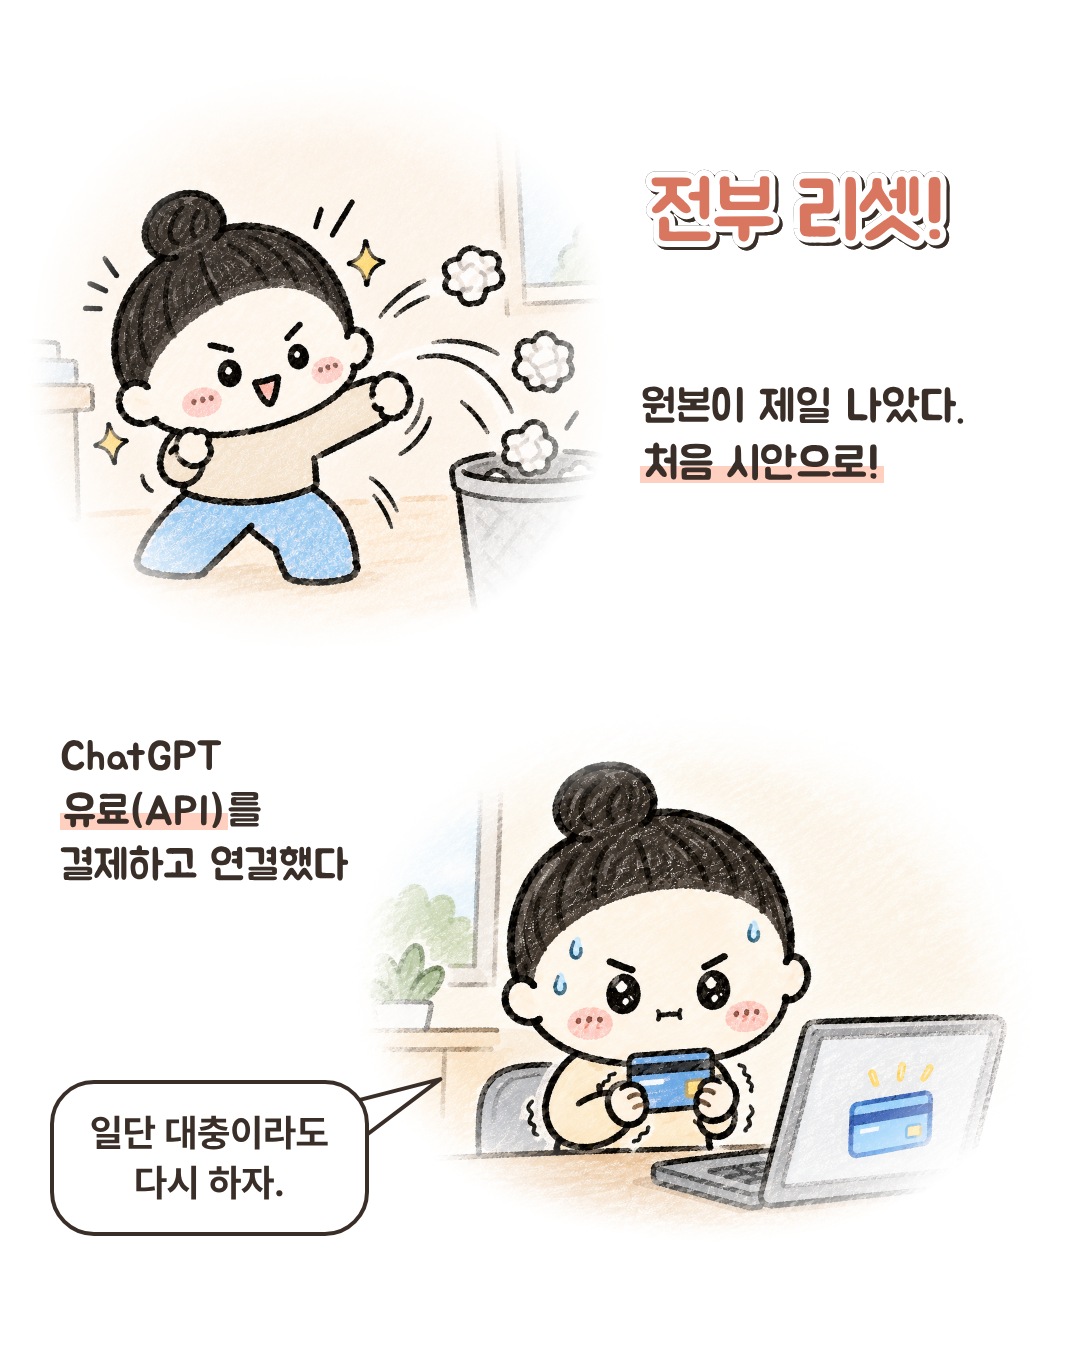 전부 리셋!
원본이 제일 나았다.
처음 시안으로!
ChatGPT
유료(API)를
결제하고 연결했다
일단 대충이라도
다시 하자.